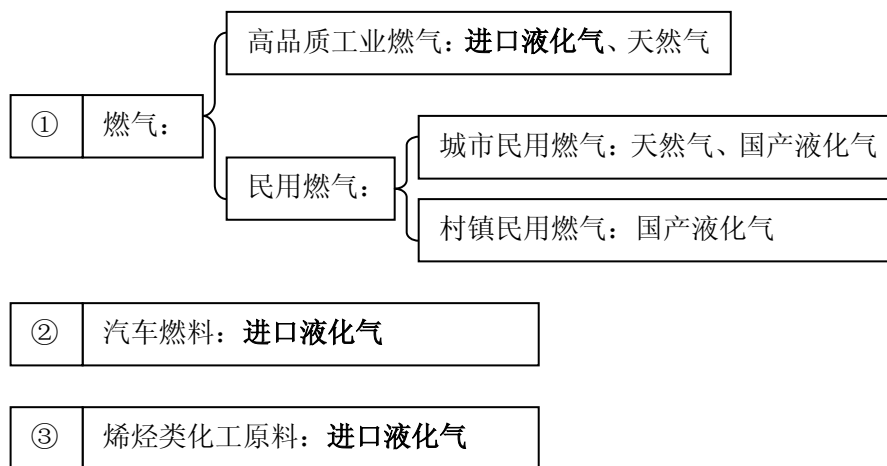 高品质工业燃气：进口液化气、天然气
① 燃气：
城市民用燃气：天然气、国产液化气
民用燃气：
村镇民用燃气：国产液化气
② 汽车燃料：进口液化气
③ 烯烃类化工原料：进口液化气